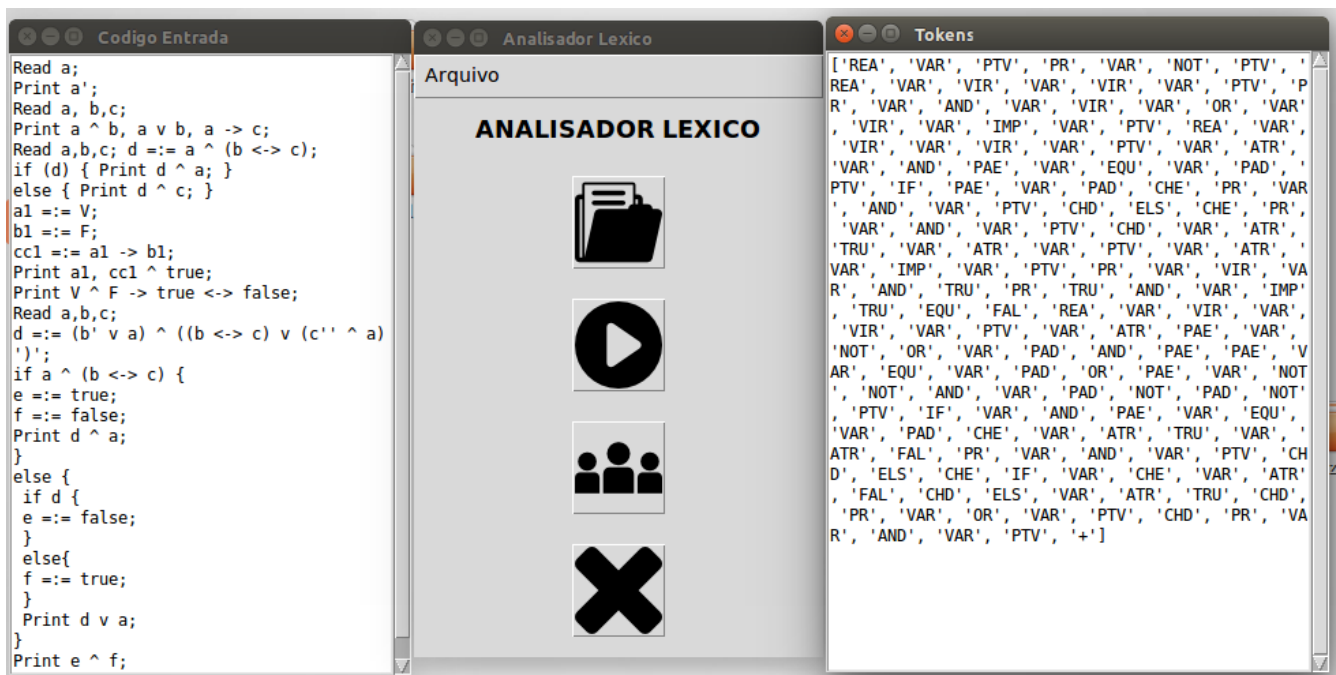 Codigo Entrada
Read a;
Print a';
Read a, b,c;
Print a ^ b, a v b, a -> c;
Read a,b,c; d =:= a ^ (b <-> c);
if (d) { Print d ^ a; }
else { Print d ^ c; }
a1 =:= V;
b1 =:= F;
cc1 =:= a1 -> b1;
Print a1, cc1 ^ true;
Print V ^ F -> true <-> false;
Read a,b,c;
d =:= (b' v a) ^ ((b <-> c) v (c'' ^ a)
')';
if a ^ (b <-> c) {
e =:= true;
f =:= false;
Print d ^ a;
}
else {
if d {
e =:= false;
}
else{
f =:= true;
}
Print d v a;
}
Print e ^ f;
Analisador Lexico
Arquivo
ANALISADOR LEXICO
Tokens
['REA', 'VAR', 'PTV', 'PR', 'VAR', 'NOT', 'PTV', '
REA', 'VAR', 'VIR', 'VAR', 'VIR', 'VAR', 'PTV', 'P
R', 'VAR', 'AND', 'VAR', 'VIR', 'VAR', 'OR', 'VAR'
, 'VIR', 'VAR', 'IMP', 'VAR', 'PTV', 'REA', 'VAR',
'VIR', 'VAR', 'VIR', 'VAR', 'PTV', 'VAR', 'ATR',
'VAR', 'AND', 'PAE', 'VAR', 'EQU', 'VAR', 'PAD', '
PTV', 'IF', 'PAE', 'VAR', 'PAD', 'CHE', 'PR', 'VAR
', 'AND', 'VAR', 'PTV', 'CHD', 'ELS', 'CHE', 'PR',
'VAR', 'AND', 'VAR', 'PTV', 'CHD', 'VAR', 'ATR',
'TRU', 'VAR', 'ATR', 'VAR', 'PTV', 'VAR', 'ATR', '
VAR', 'IMP', 'VAR', 'PTV', 'PR', 'VAR', 'VIR', 'VA
R', 'AND', 'TRU', 'PR', 'TRU', 'AND', 'VAR', 'IMP'
, 'TRU', 'EQU', 'FAL', 'REA', 'VAR', 'VIR', 'VAR',
'VIR', 'VAR', 'PTV', 'VAR', 'ATR', 'PAE', 'VAR',
'NOT', 'OR', 'VAR', 'PAD', 'AND', 'PAE', 'PAE', 'V
AR', 'EQU', 'VAR', 'PAD', 'OR', 'PAE', 'VAR', 'NOT
', 'NOT', 'AND', 'VAR', 'PAD', 'NOT', 'PAD', 'NOT'
, 'PTV', 'IF', 'VAR', 'AND', 'PAE', 'VAR', 'EQU',
'VAR', 'PAD', 'CHE', 'VAR', 'ATR', 'TRU', 'VAR', '
ATR', 'FAL', 'PR', 'VAR', 'AND', 'VAR', 'PTV', 'CH
D', 'ELS', 'CHE', 'IF', 'VAR', 'CHE', 'VAR', 'ATR'
, 'FAL', 'CHD', 'ELS', 'VAR', 'ATR', 'TRU', 'CHD',
'PR', 'VAR', 'OR', 'VAR', 'PTV', 'CHD', 'PR', 'VA
R', 'AND', 'VAR', 'PTV', '+']